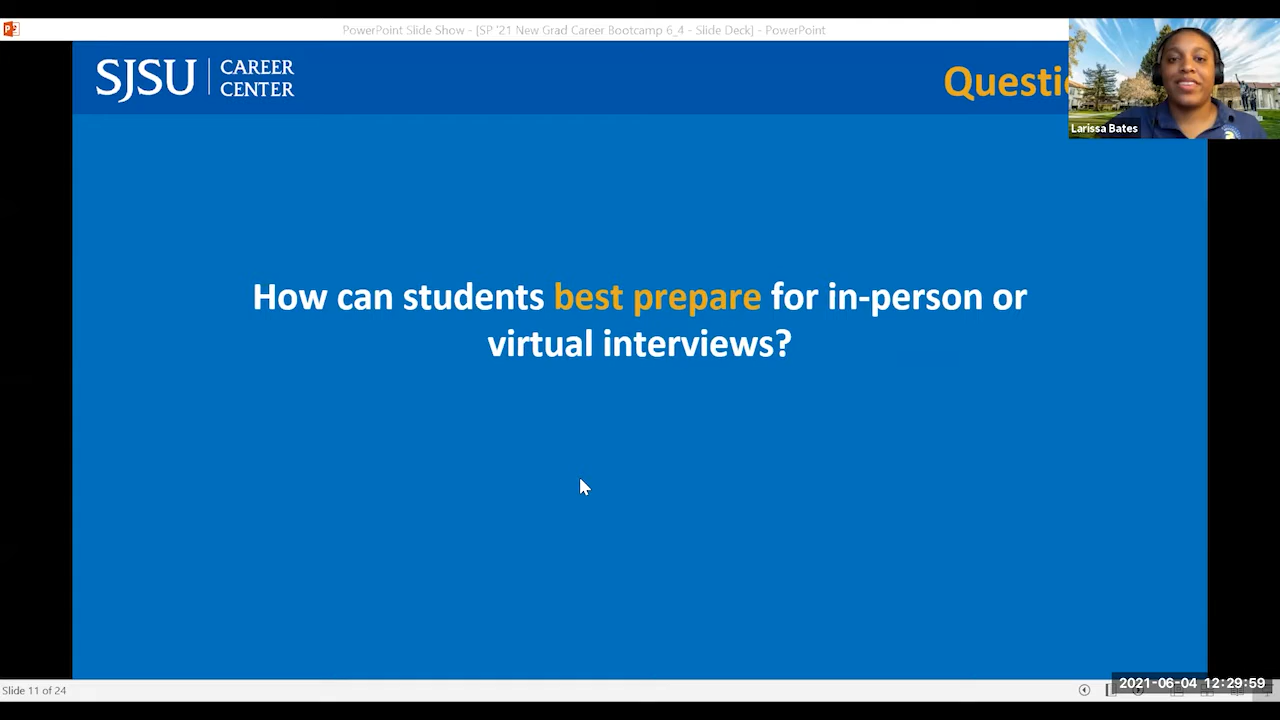 PowerPoint Slide Show - [SP '21 New Grad Career Bootcamp 6_4 - Slide Deck] - PowerPoint
SJSU
CAREER
CENTER
Questi
Larissa Bates
How can students best prepare for in-person or
virtual interviews?
Slide 11 of 24
2021-06-04 12:29:59